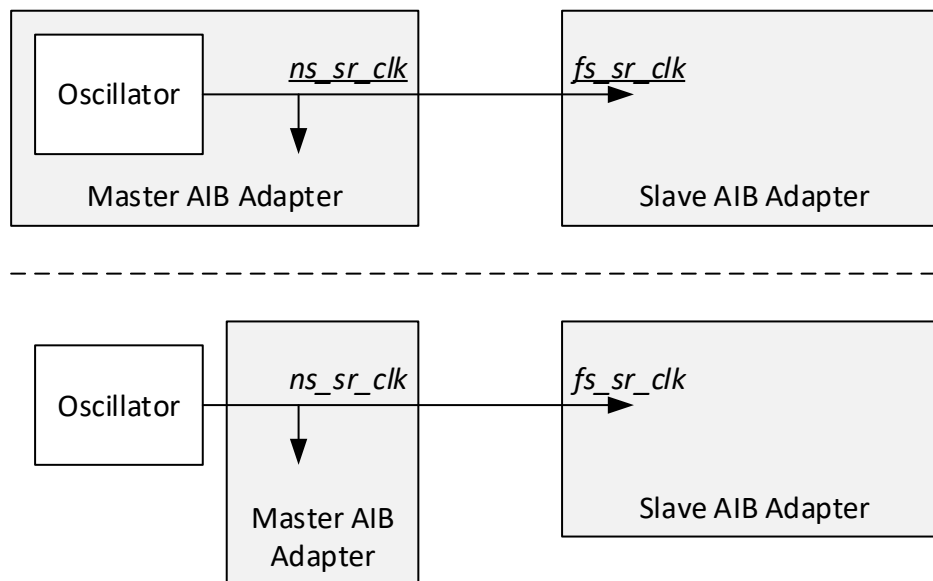 ns_sr_clk
fs_sr_clk
Oscillator
Master AIB Adapter
Slave AIB Adapter
ns_sr_clk
fs_sr_clk
Oscillator
Master AIB
Adapter
Slave AIB Adapter